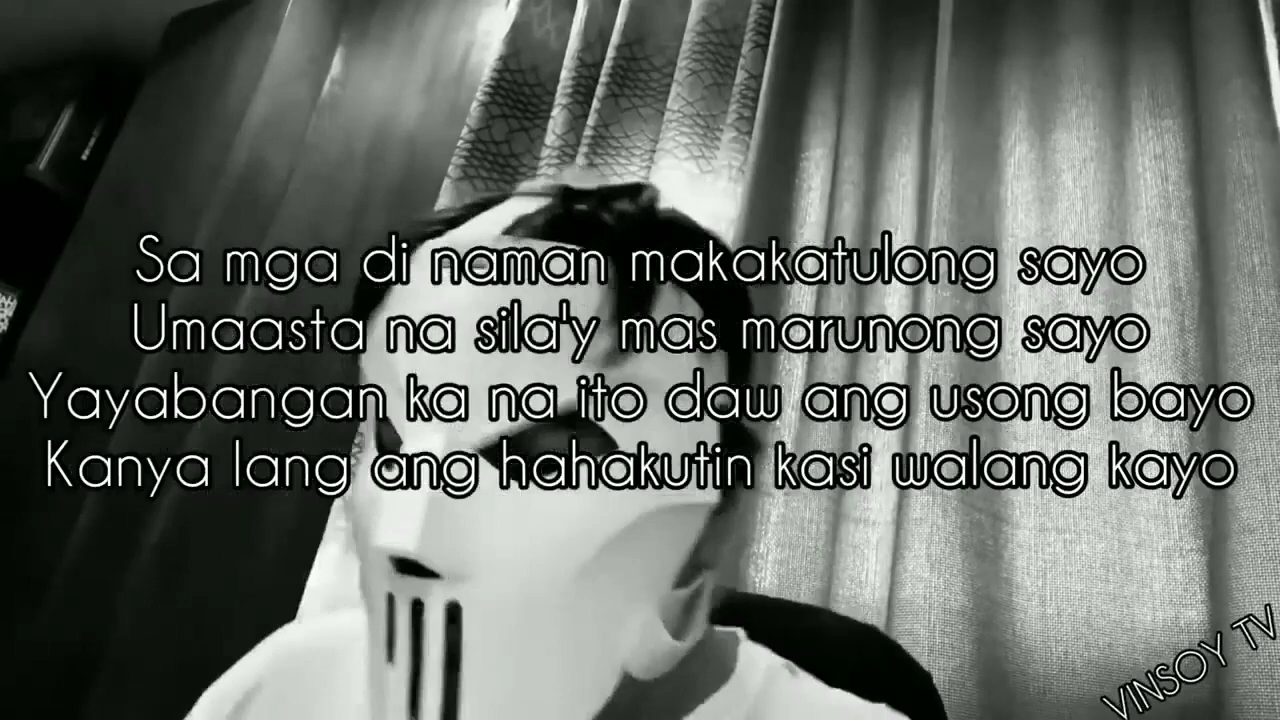 Sa mga di naman makakatulong sayo
Umaasta na sila'y mas marunong sayo
Yayabangan ka na ito daw ang usong bayo
Kanya lang ang hahakutin kasi walang kayo
VINSOY TV